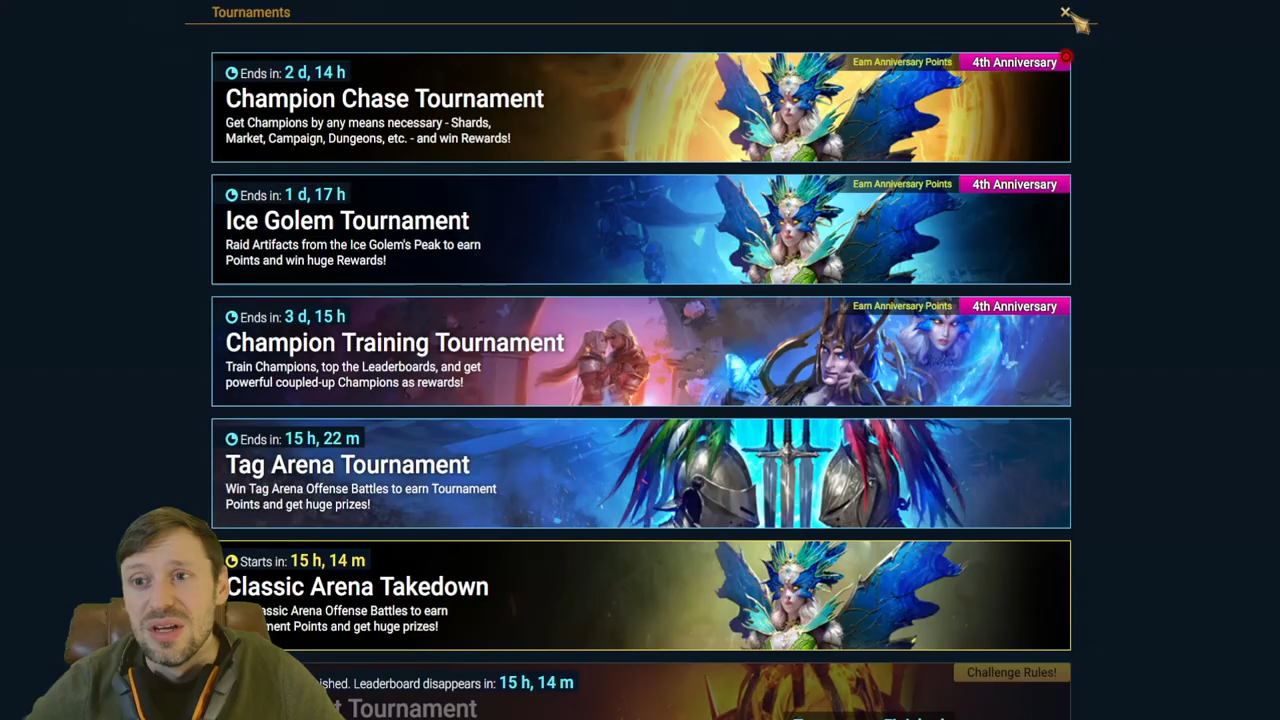 Tournaments
Ends in: 2 d, 14 h
Earn Anniversary Points
4th Anniversary
Champion Chase Tournament
Get Champions by any means necessary - Shards,
Market, Campaign, Dungeons, etc. - and win Rewards!
Ends in: 1 d, 17 h
Earn Anniversary Points
4th Anniversary
Ice Golem Tournament
Raid Artifacts from the Ice Golem's Peak to earn
Points and win huge Rewards!
Ends in: 3 d, 15 h
Earn Anniversary Points
4th Anniversary
Champion Training Tournament
Train Champions, top the Leaderboards, and get
powerful coupled-up Champions as rewards!
Ends in: 15 h, 22 m
Tag Arena Tournament
Win Tag Arena Offense Battles to earn Tournament
Points and get huge prizes!
Starts in: 15 h, 14 m
Classic Arena Takedown
assic Arena Offense Battles to earn
ment Points and get huge prizes!
ished. Leaderboard disappears in: 15 h, 14 m
Challenge Rules!
t Tournament